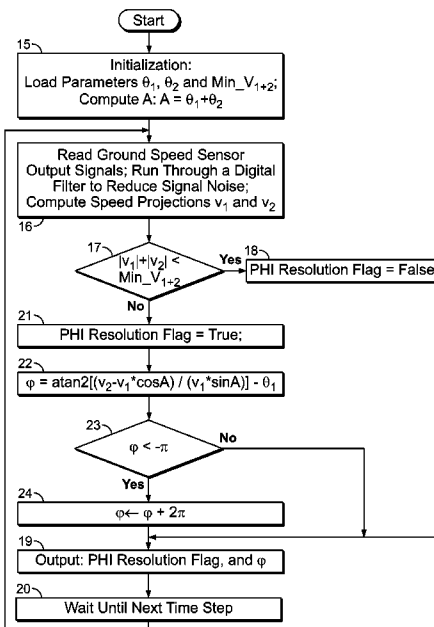 Start
15
Initialization:
Load Parameters θ₁, θ₂ and Min_V₁₊₂;
Compute A: A = θ₁+θ₂
Read Ground Speed Sensor
Output Signals; Run Through a Digital
Filter to Reduce Signal Noise;
Compute Speed Projections v₁ and v₂
16
17
|v₁|+|v₂| <
Min_V₁₊₂
Yes
18
PHI Resolution Flag = False
No
21
PHI Resolution Flag = True;
22
φ = atan2[(v₂-v₁*cosA) / (v₁*sinA)] - θ₁
23
φ < -π
No
Yes
24
φ← φ + 2π
19
Output: PHI Resolution Flag, and φ
20
Wait Until Next Time Step